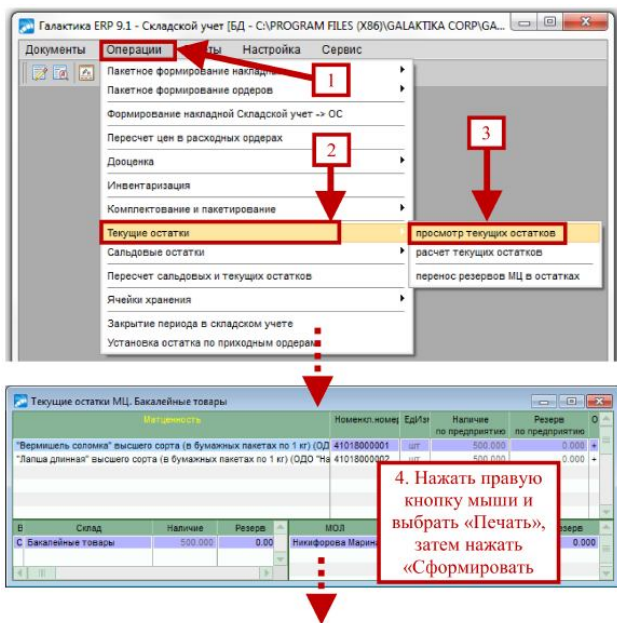 Галактика ERP 9.1 - Складской учет [БД - C:\PROGRAM FILES (X86)\GALAKTIKA CORP\GA...
Документы Операции Настройка Сервис
Пакетное формирование
1
Пакетное формирование ордеров
Формирование накладной Складской учет -> ОС
Пересчет цен в расходных ордерах
3
2
Дооценка
Инвентаризация
Комплектование и пакетирование
Текущие остатки
просмотр текущих остатков
Сальдовые остатки
расчет текущих остатков
Пересчет сальдовых и текущих остатков
перенос резервов МЦ в остатках
Ячейки хранения
Закрытие периода в складском учете
Установка остатка по приходным ордерам
Текущие остатки МЦ. Бакалейные товары
Матценность Номенкл.номер ЕдИзм Наличие Резерв О
по предприятию по предприятию
"Вермишель соломка" высшего сорта (в бумажных пакетах по 1 кг) (ОД 41018000001 шт 500.000 0.000 +
"Лапша длинная" высшего сорта (в бумажных пакетах по 1 кг) (ОДО "На 41018000002 шт 500.000 0.000 +
4. Нажать правую
кнопку мыши и
выбрать «Печать»,
затем нажать
«Сформировать
В Склад Наличие Резерв МОЛ
С Бакалейные товары 500.000 0.00 Никифорова Марина 0.000